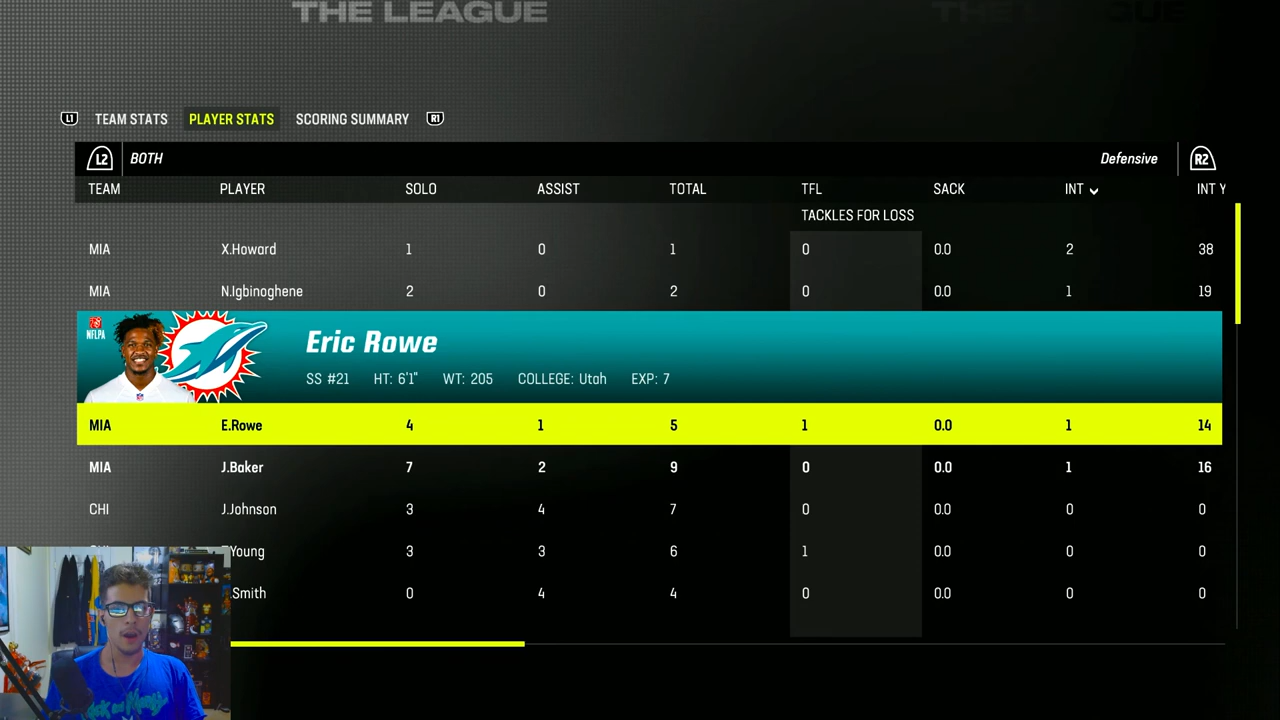 THE LEAGUE
L1 TEAM STATS PLAYER STATS SCORING SUMMARY R1
L2 BOTH Defensive R2
TEAM PLAYER SOLO ASSIST TOTAL TFL SACK INT INT Y
TACKLES FOR LOSS
MIA X.Howard 1 0 1 0 0.0 2 38
MIA N.Igbinoghene 2 0 2 0 0.0 1 19
NFLPA
Eric Rowe
SS #21 HT: 6'1" WT: 205 COLLEGE: Utah EXP: 7
MIA E.Rowe 4 1 5 1 0.0 1 14
MIA J.Baker 7 2 9 0 0.0 1 16
CHI J.Johnson 3 4 7 0 0.0 0 0
Young 3 3 6 1 0.0 0 0
.Smith 0 4 4 0 0.0 0 0